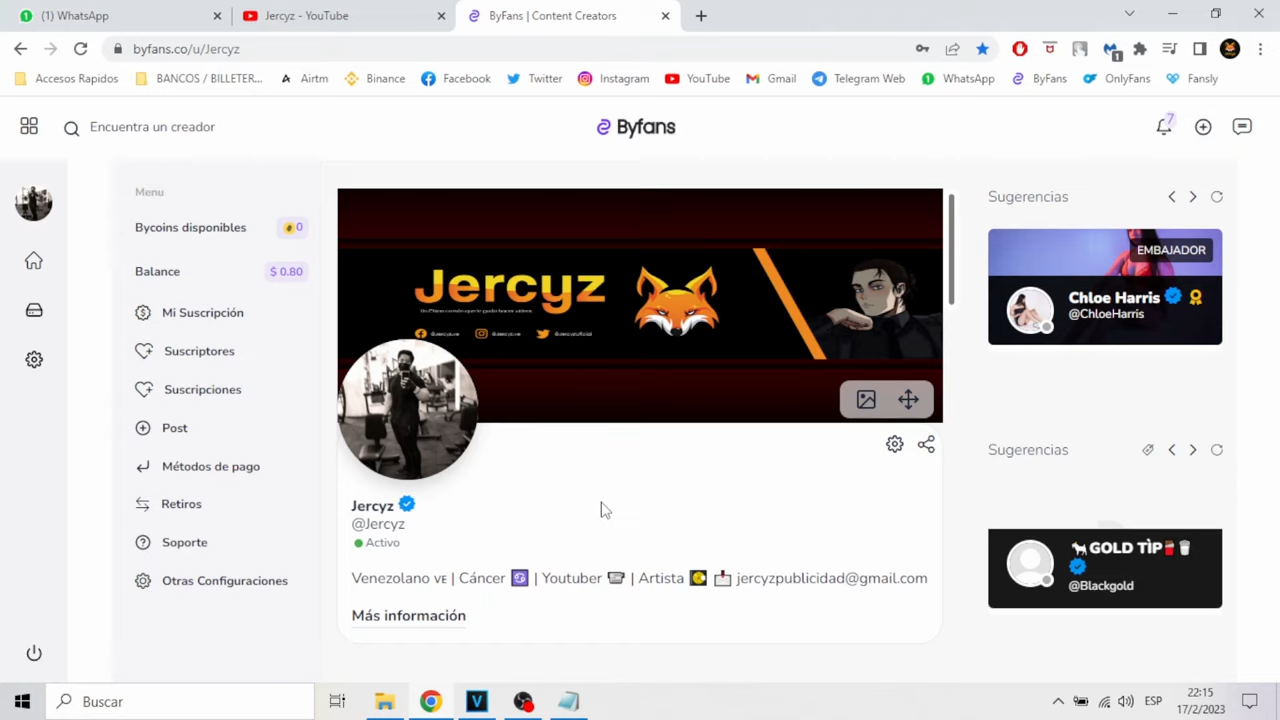 (1) WhatsApp
Jercyz - YouTube
ByFans | Content Creators
byfans.co/u/Jercyz
1
Accesos Rapidos
BANCOS / BILLETER...
Airtm
Binance
Facebook
Twitter
Instagram
YouTube
Gmail
Telegram Web
WhatsApp
ByFans
OnlyFans
Fansly
Encuentra un creador
Byfans
7
Menu
Bycoins disponibles
0
Balance
$ 0.80
Mi Suscripción
Suscriptores
Suscripciones
Post
Métodos de pago
Retiros
Soporte
Otras Configuraciones
Jercyz
Jercyz
@Jercyz
Activo
Venezolano VE | Cáncer ♋ | Youtuber 📽 | Artista 📀 📩 jercyzpublicidad@gmail.com
Más información
Sugerencias
EMBAJADOR
Chloe Harris
@ChloeHarris
Sugerencias
GOLD TÌP
@Blackgold
Buscar
ESP
22:15
17/2/2023